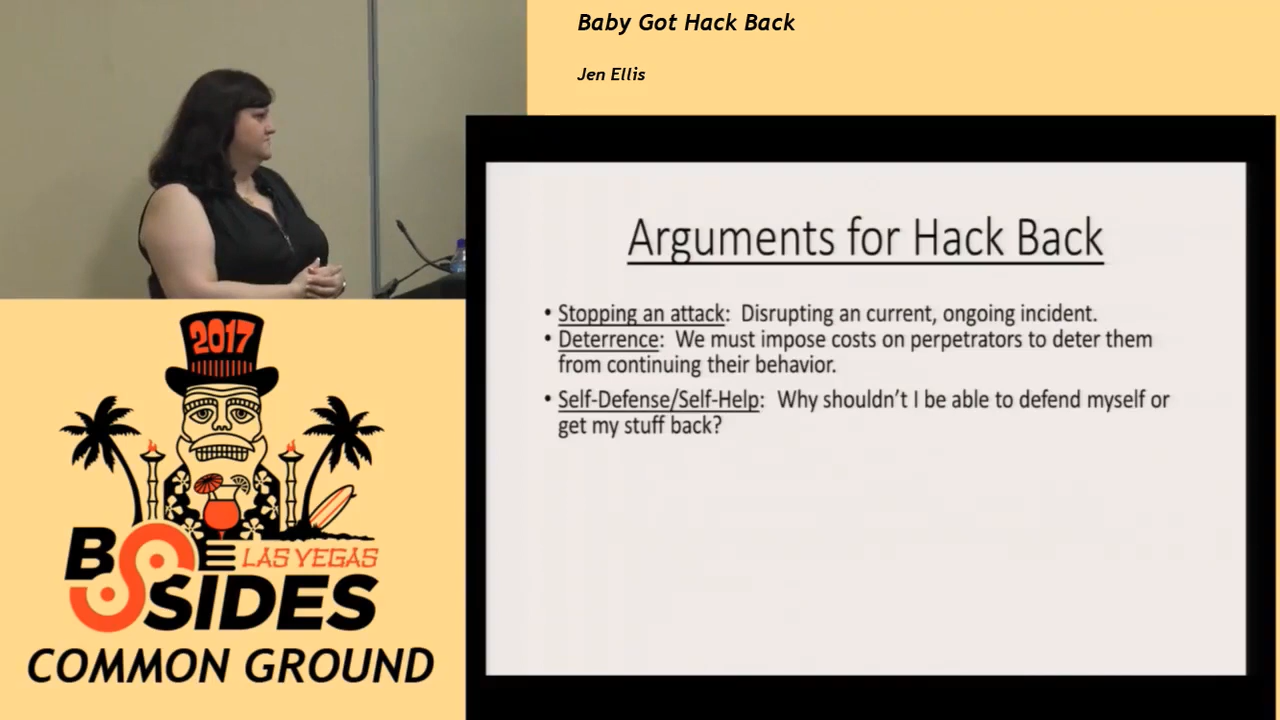 Baby Got Hack Back
Jen Ellis
Arguments for Hack Back
• Stopping an attack: Disrupting an current, ongoing incident.
• Deterrence: We must impose costs on perpetrators to deter them
from continuing their behavior.
• Self-Defense/Self-Help: Why shouldn't I be able to defend myself or
get my stuff back?
2017
BSIDES
LAS VEGAS
COMMON GROUND